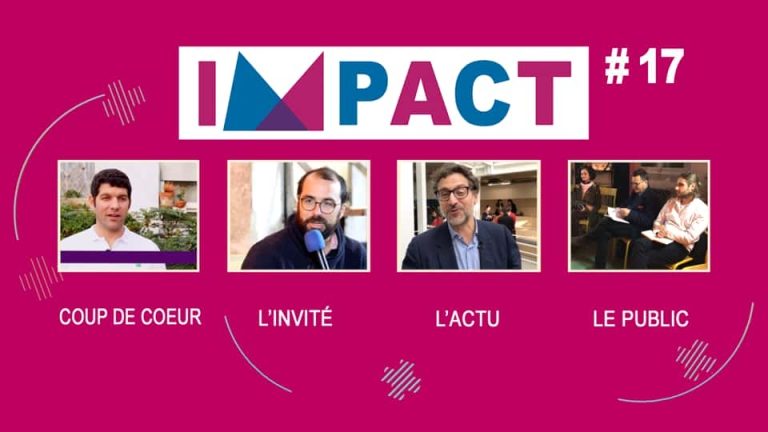 IMPACT
# 17
COUP DE COEUR
L'INVITÉ
L'ACTU
LE PUBLIC